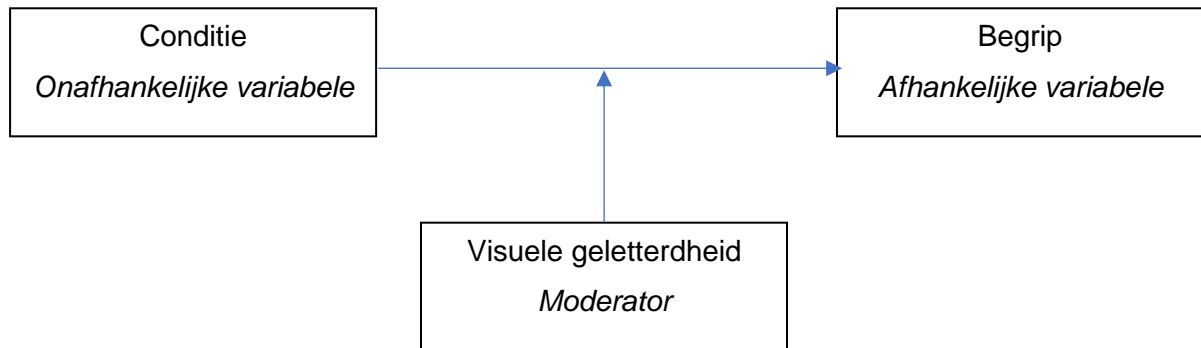 Conditie
Onafhankelijke variabele
Begrip
Afhankelijke variabele
Visuele geletterdheid
Moderator